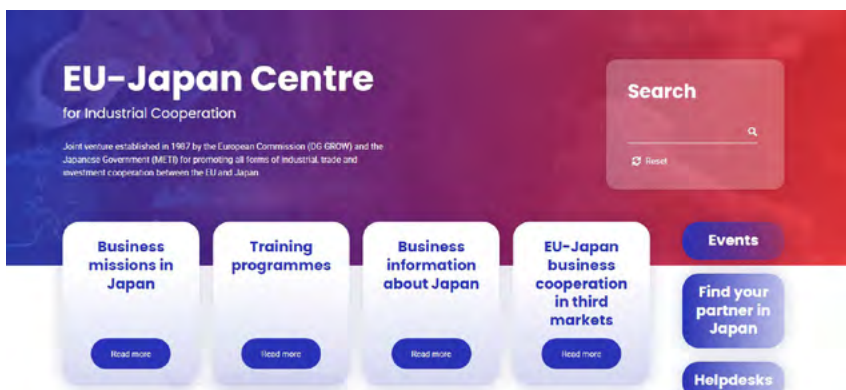 EU-Japan Centre
for Industrial Cooperation
Joint venture established in 1987 by the European Commission (DG GROW) and the
Japanese Government (METI) for promoting all forms of industrial, trade and
investment cooperation between the EU and Japan
Search
Reset
Business
missions in
Japan
Read more
Training
programmes
Read more
Business
information
about Japan
Read more
EU-Japan
business
cooperation
in third
markets
Read more
Events
Find your
partner in
Japan
Helpdesks